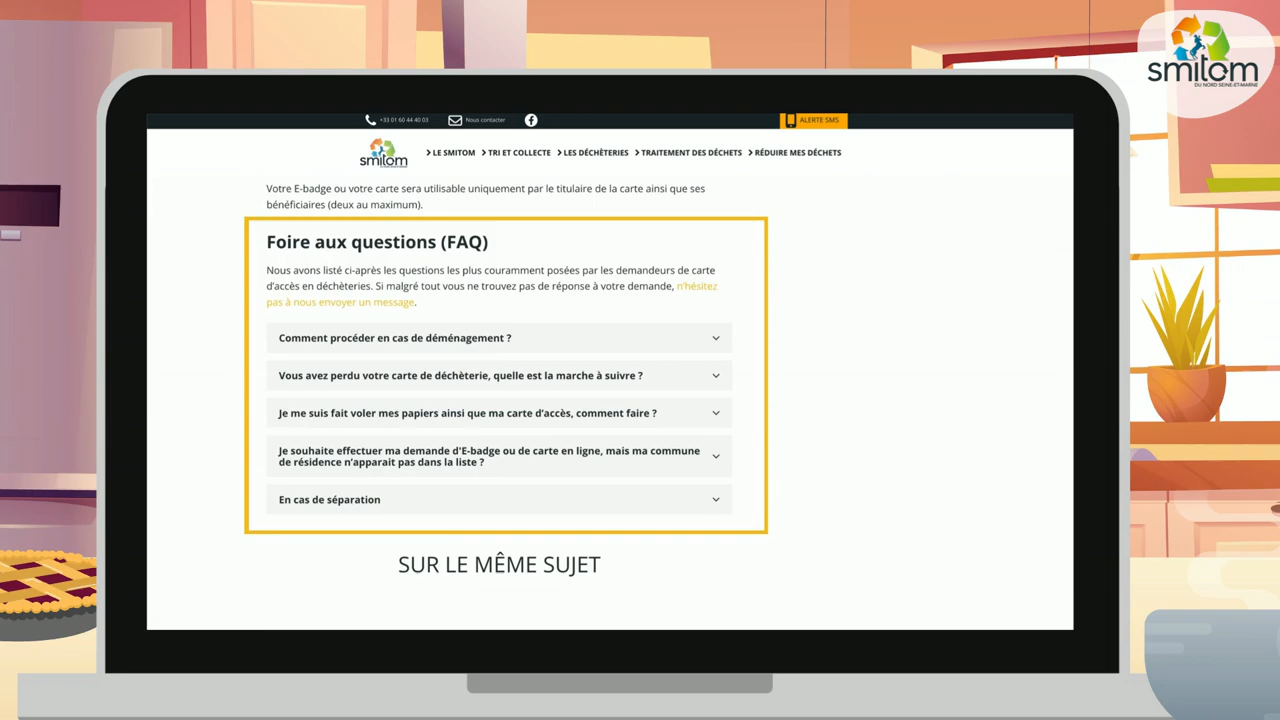 smitom
DU NORD SEINE-ET-MARNE
+33 01 60 44 40 03
Nous contacter
ALERTE SMS
smitom
LE SMITOM
TRI ET COLLECTE
LES DÉCHÈTERIES
TRAITEMENT DES DÉCHETS
RÉDUIRE MES DÉCHETS
Votre E-badge ou votre carte sera utilisable uniquement par le titulaire de la carte ainsi que ses
bénéficiaires (deux au maximum).
Foire aux questions (FAQ)
Nous avons listé ci-après les questions les plus couramment posées par les demandeurs de carte
d'accès en déchèteries. Si malgré tout vous ne trouvez pas de réponse à votre demande, n'hésitez
pas à nous envoyer un message.
Comment procéder en cas de déménagement ?
Vous avez perdu votre carte de déchèterie, quelle est la marche à suivre ?
Je me suis fait voler mes papiers ainsi que ma carte d'accès, comment faire ?
Je souhaite effectuer ma demande d'E-badge ou de carte en ligne, mais ma commune
de résidence n'apparait pas dans la liste ?
En cas de séparation
SUR LE MÊME SUJET